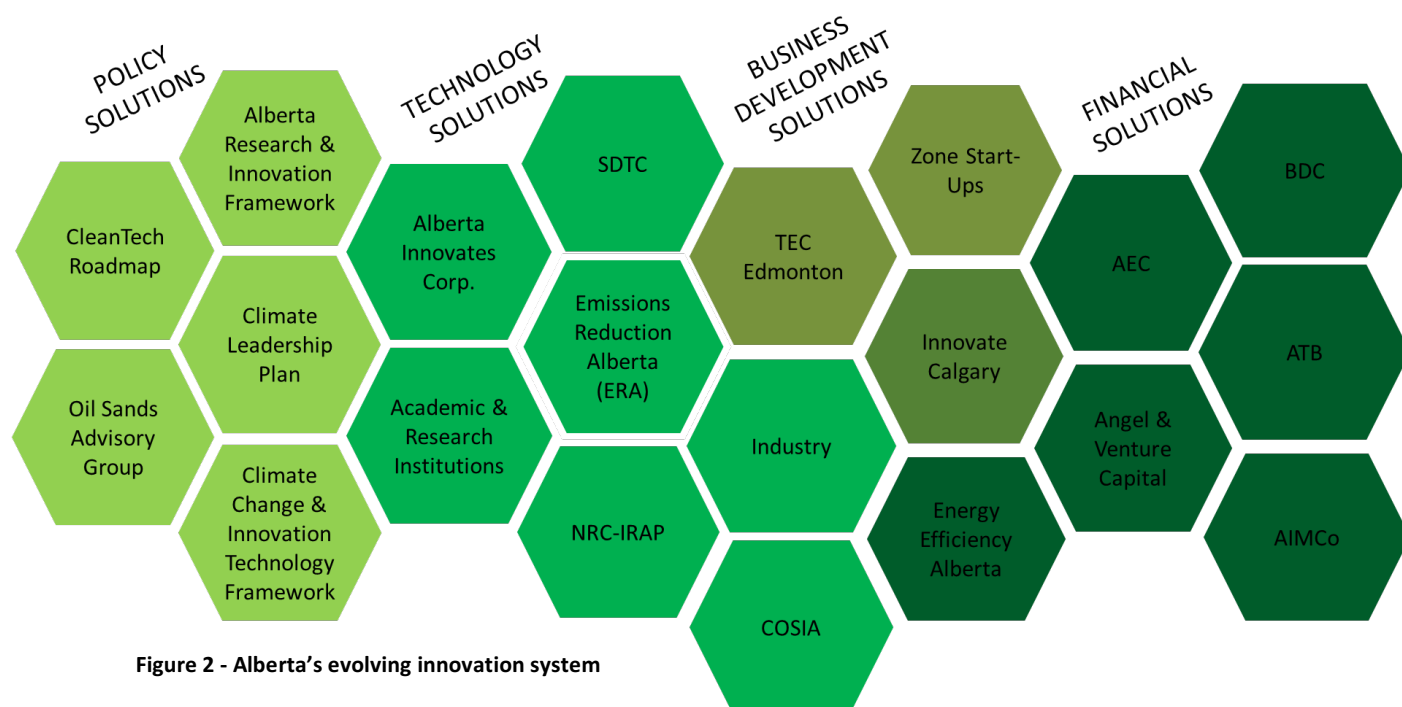 POLICY
SOLUTIONS
CleanTech
Roadmap
Oil Sands
Advisory
Group
Alberta
Research &
Innovation
Framework
Climate
Leadership
Plan
Climate
Change &
Innovation
Technology
Framework
TECHNOLOGY
SOLUTIONS
Alberta
Innovates
Corp.
Academic &
Research
Institutions
SDTC
Emissions
Reduction
Alberta
(ERA)
NRC-IRAP
BUSINESS
DEVELOPMENT
SOLUTIONS
TEC
Edmonton
Industry
COSIA
Zone Start-
Ups
Innovate
Calgary
Energy
Efficiency
Alberta
FINANCIAL
SOLUTIONS
AEC
Angel &
Venture
Capital
BDC
ATB
AIMCo
Figure 2 - Alberta’s evolving innovation system